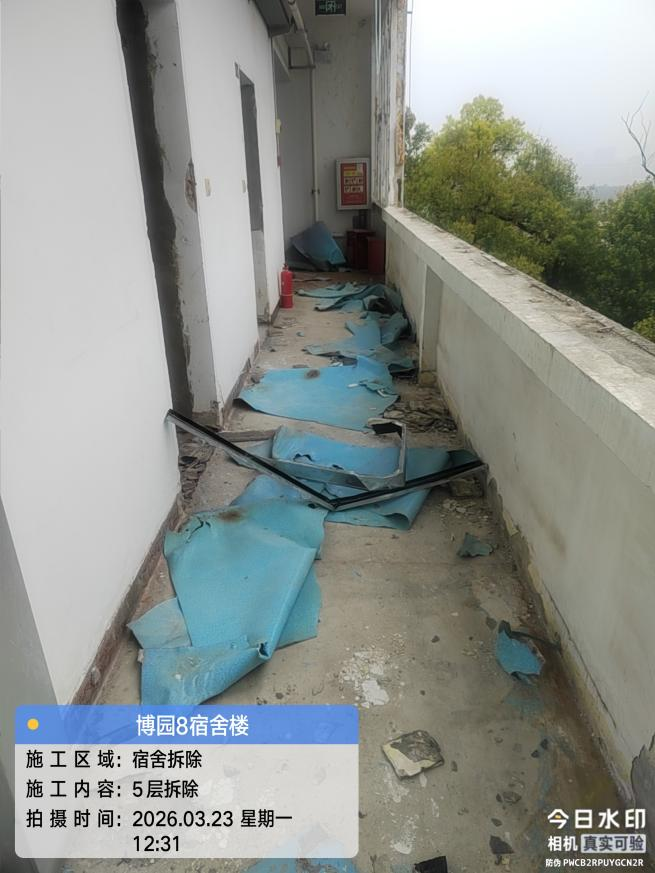 博园8宿舍楼
施工区域：宿舍拆除
施工内容：5层拆除
拍摄时间：2026.03.23 星期一
12:31
今日水印
相机 真实可验
防伪 PWCB2RPUYGCN2R